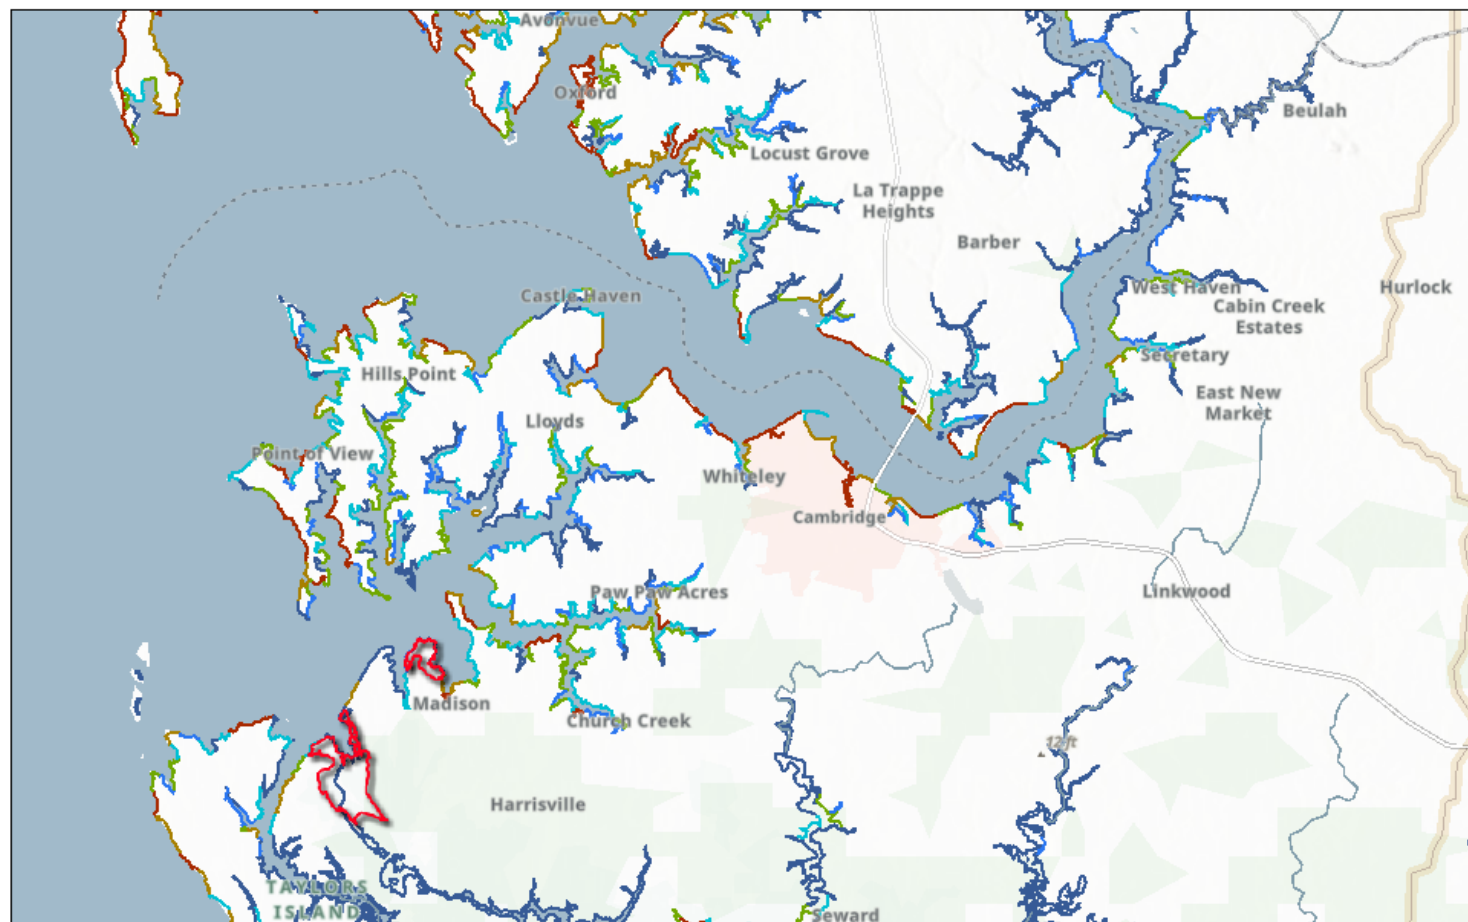 Avonvue
Oxford
Beulah
Locust Grove
La Trappe
Heights
Barber
West Haven
Hurlock
Castle Haven
Cabin Creek
Estates
Secretary
Hills Point
East New
Market
Lloyds
Point of View
Whiteley
Cambridge
Paw Paw Acres
Linkwood
Madison
Church Creek
12 ft
Harrisville
TAYLORS
ISLAND
Seward